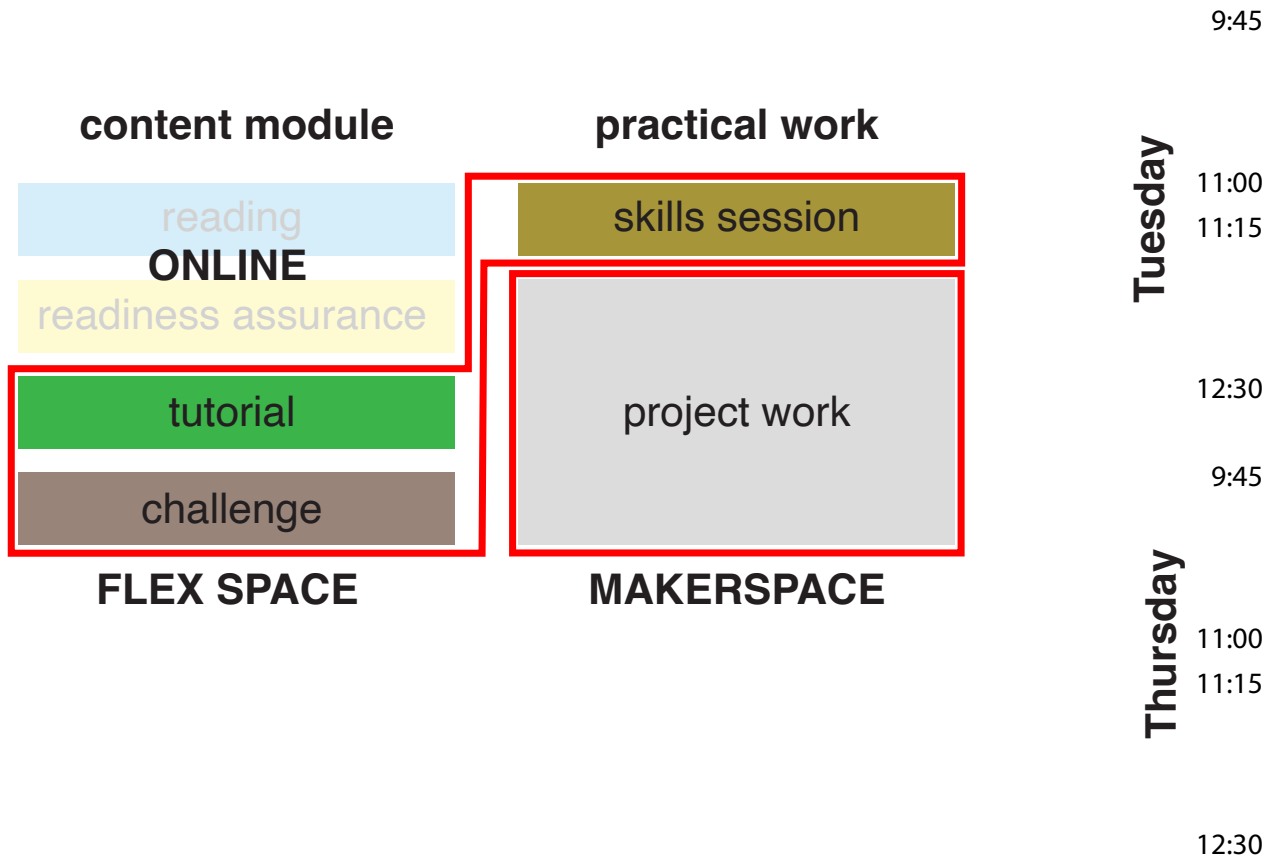 content module
reading
ONLINE
readiness assurance
tutorial
challenge
FLEX SPACE
practical work
skills session
project work
MAKERSPACE
Tuesday
9:45
11:00
11:15
12:30
Thursday
9:45
11:00
11:15
12:30